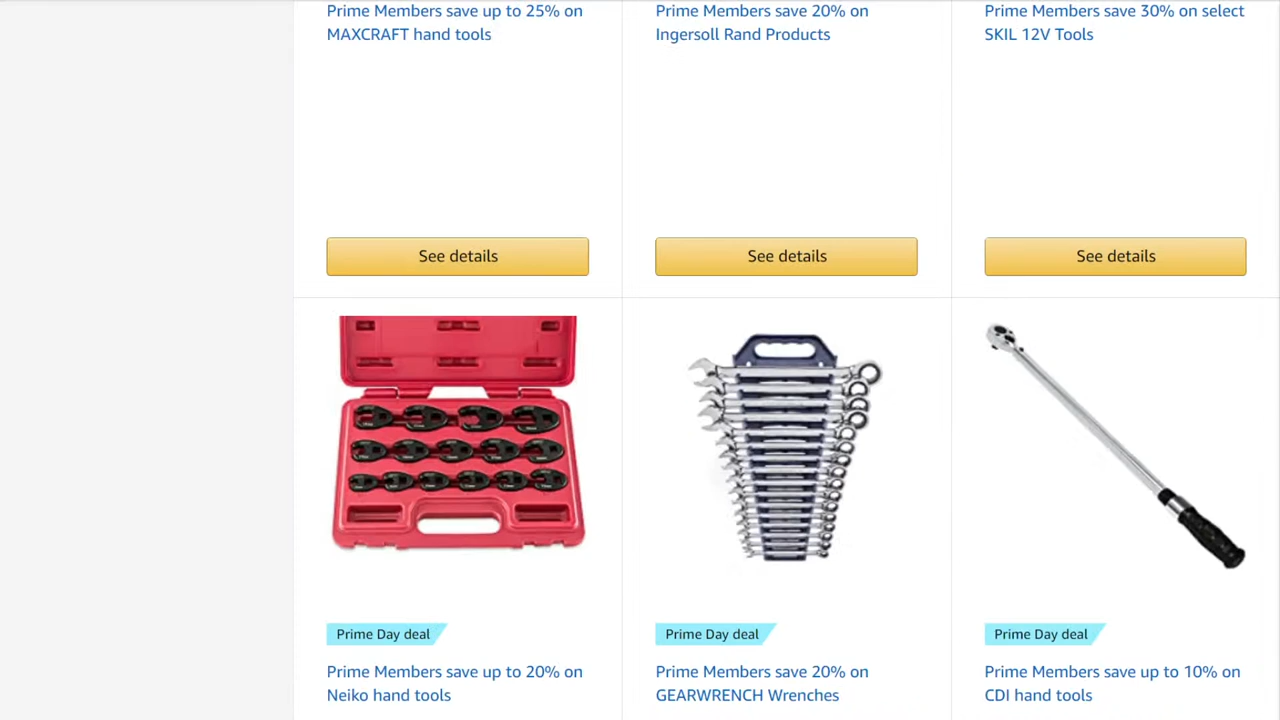 Prime Members save up to 25% on
MAXCRAFT hand tools
Prime Members save 20% on
Ingersoll Rand Products
Prime Members save 30% on select
SKIL 12V Tools
See details
See details
See details
Prime Day deal
Prime Members save up to 20% on
Neiko hand tools
Prime Day deal
Prime Members save 20% on
GEARWRENCH Wrenches
Prime Day deal
Prime Members save up to 10% on
CDI hand tools